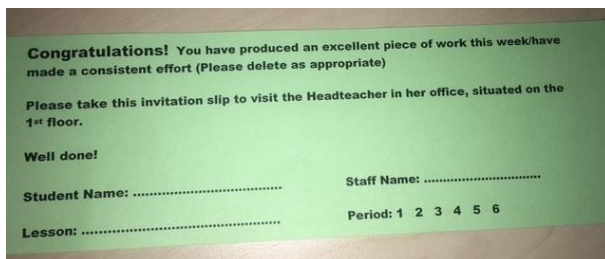 Congratulations! You have produced an excellent piece of work this week/have
made a consistent effort (Please delete as appropriate)
Please take this invitation slip to visit the Headteacher in her office, situated on the
1st floor.
Well done!
Student Name: ........................................
Staff Name: ................................
Lesson: ......................................................
Period: 1 2 3 4 5 6